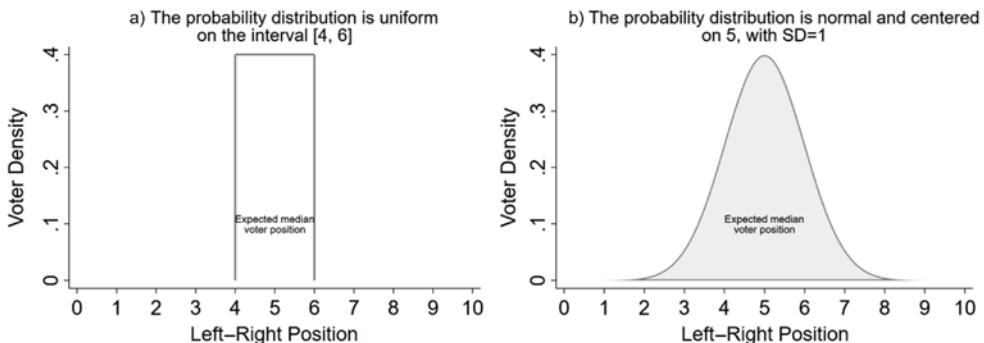 a) The probability distribution is uniform
on the interval [4, 6]
Voter Density
.4
.3
.2
.1
0
Expected median
voter position
0 1 2 3 4 5 6 7 8 9 10
Left–Right Position
b) The probability distribution is normal and centered
on 5, with SD=1
Voter Density
.4
.3
.2
.1
0
Expected median
voter position
0 1 2 3 4 5 6 7 8 9 10
Left–Right Position